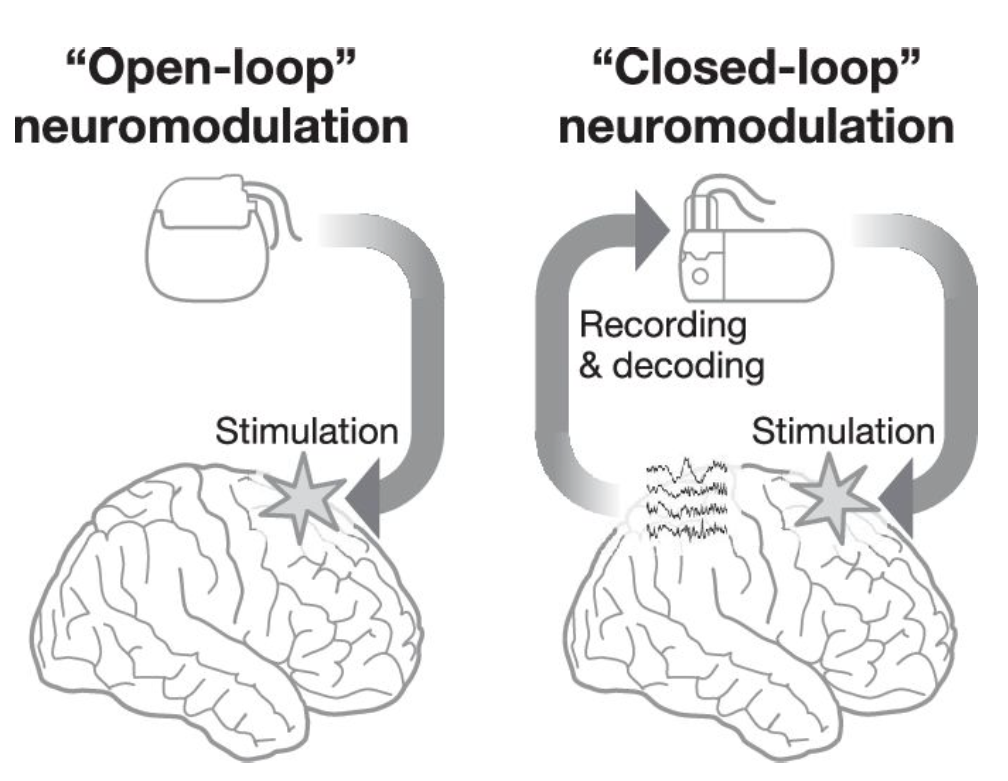 “Open-loop”
neuromodulation
Stimulation
“Closed-loop”
neuromodulation
Recording
& decoding
Stimulation